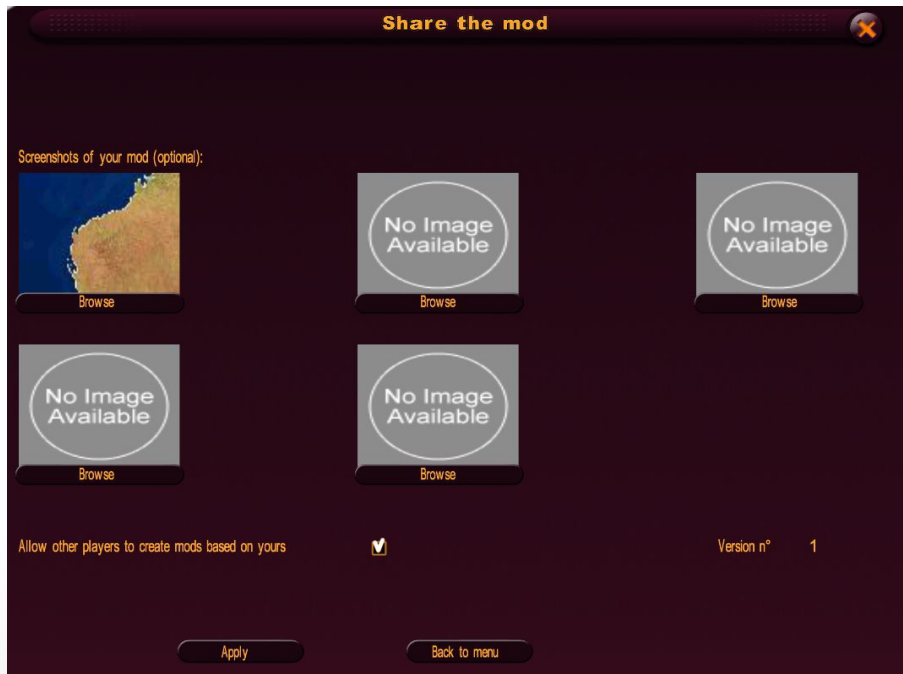 Share the mod
Screenshots of your mod (optional):
No Image
Available
No Image
Available
Browse
Browse
Browse
No Image
Available
No Image
Available
Browse
Browse
Allow other players to create mods based on yours
Version n° 1
Apply
Back to menu